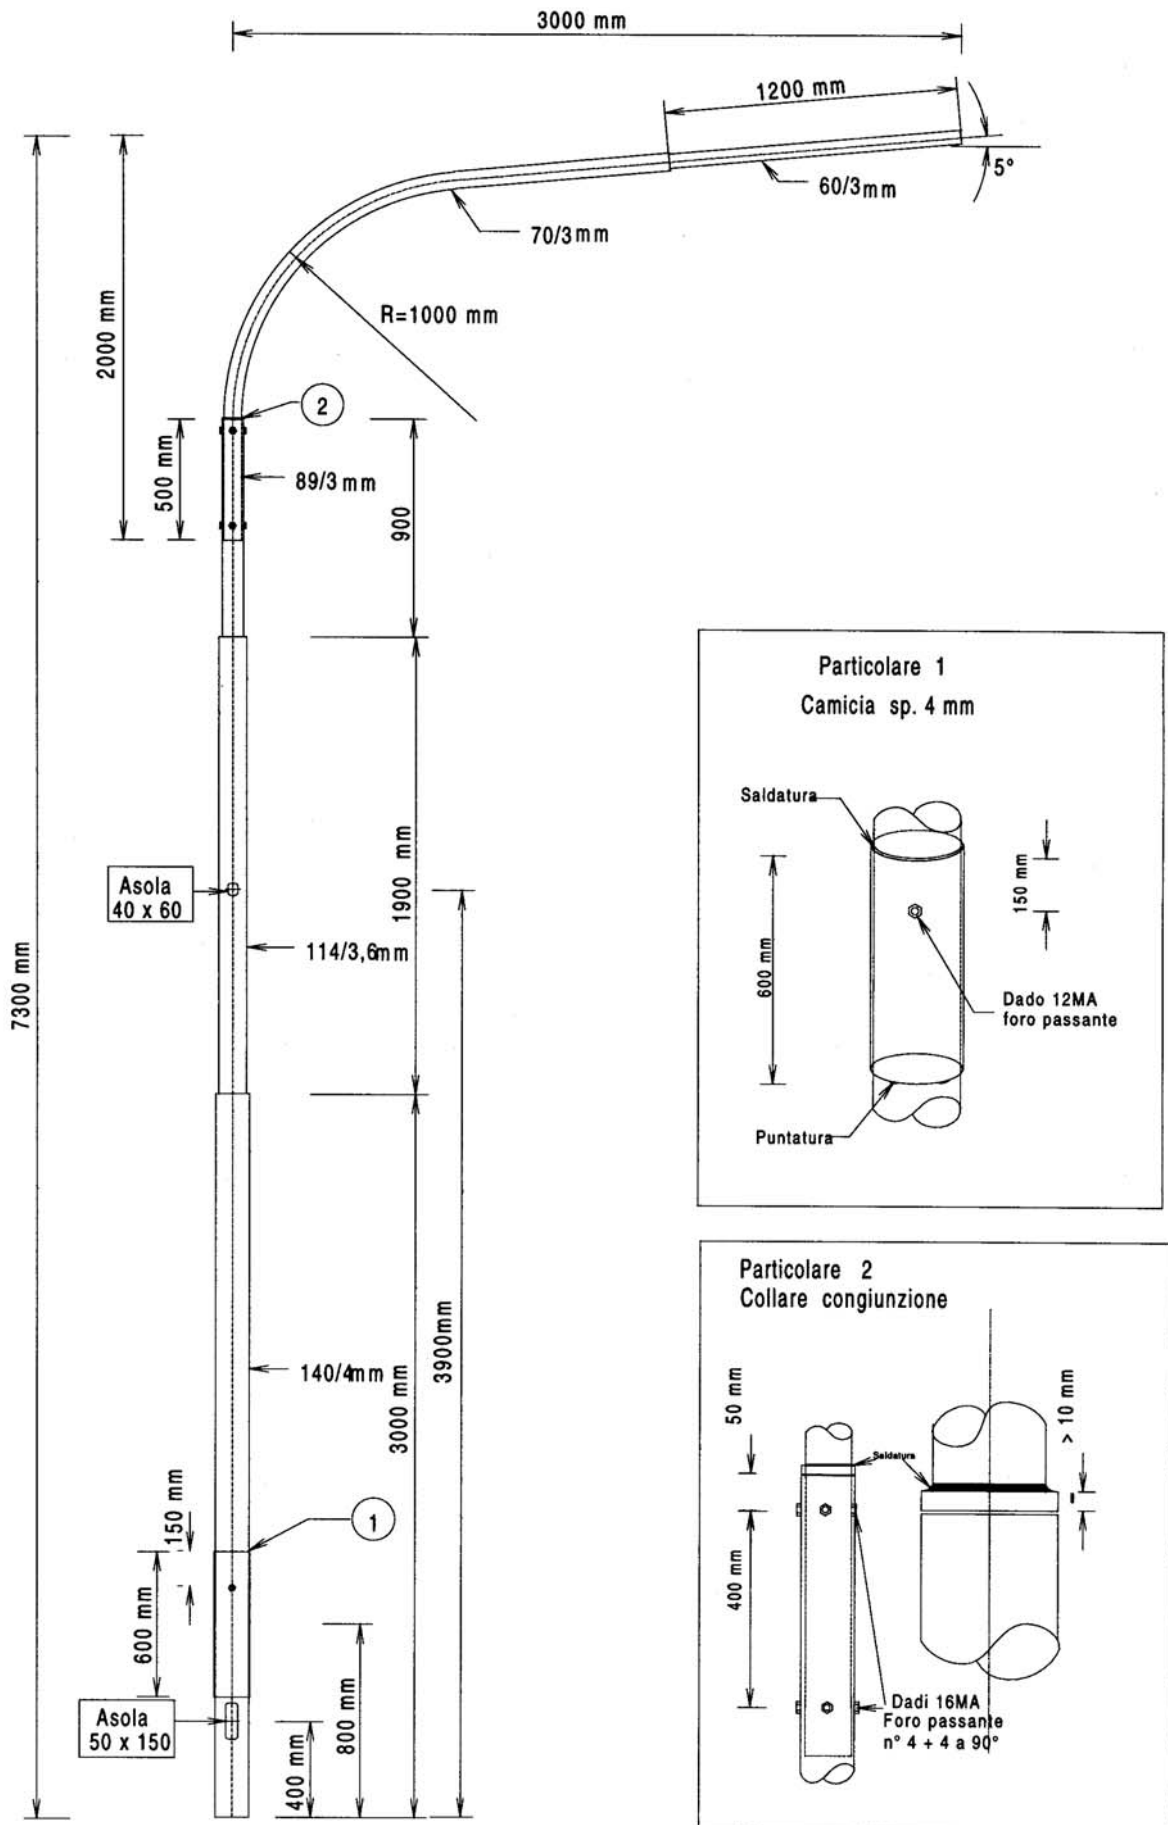 3000 mm
1200 mm
5°
60/3mm
70/3mm
R=1000 mm
2000 mm
2
500 mm
89/3 mm
900
7300 mm
Asola
40 x 60
1900 mm
114/3,6mm
3900mm
140/4mm
3000 mm
150 mm
1
600 mm
800 mm
Asola
50 x 150
400 mm
Particolare 1
Camicia sp. 4 mm
Saldatura
150 mm
600 mm
Dado 12MA
foro passante
Puntatura
Particolare 2
Collare congiunzione
50 mm
> 10 mm
Saldatura
400 mm
Dadi 16MA
Foro passante
n° 4 + 4 a 90°